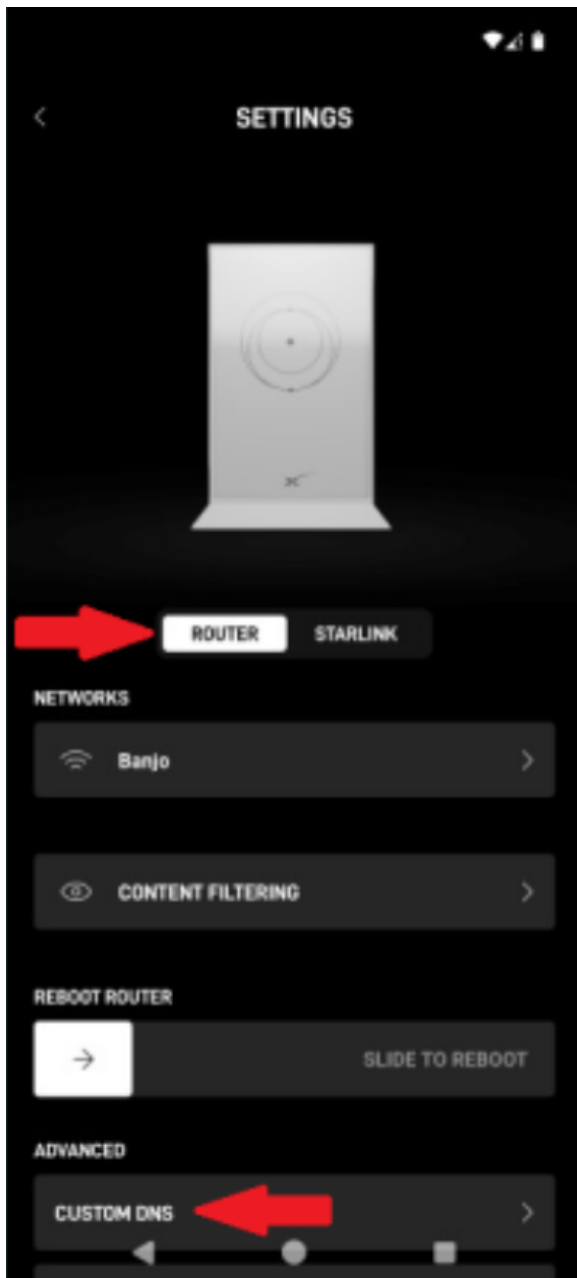 SETTINGS
ROUTER STARLINK
NETWORKS
Banjo
CONTENT FILTERING
REBOOT ROUTER
SLIDE TO REBOOT
ADVANCED
CUSTOM DNS